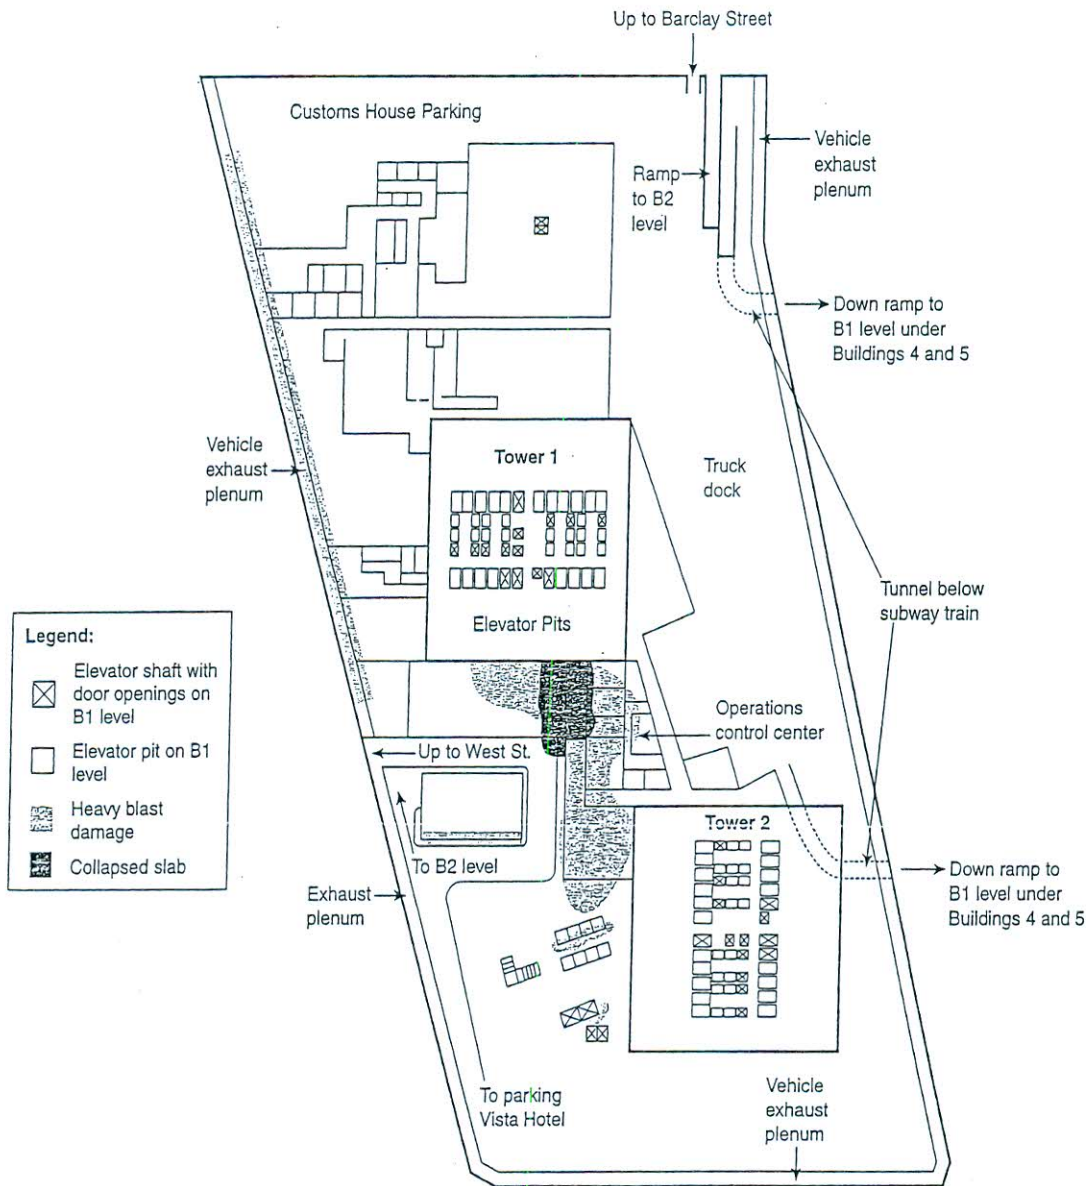 Up to Barclay Street
Customs House Parking
Vehicle
exhaust
plenum
Ramp
to B2
level
Down ramp to
B1 level under
Buildings 4 and 5
Vehicle
exhaust
plenum
Tower 1
Truck
dock
Elevator Pits
Tunnel below
subway train
Legend:
Elevator shaft with
door openings on
B1 level
Elevator pit on B1
level
Heavy blast
damage
Collapsed slab
Operations
control center
Up to West St.
To B2 level
Exhaust
plenum
Tower 2
Down ramp to
B1 level under
Buildings 4 and 5
To parking
Vista Hotel
Vehicle
exhaust
plenum